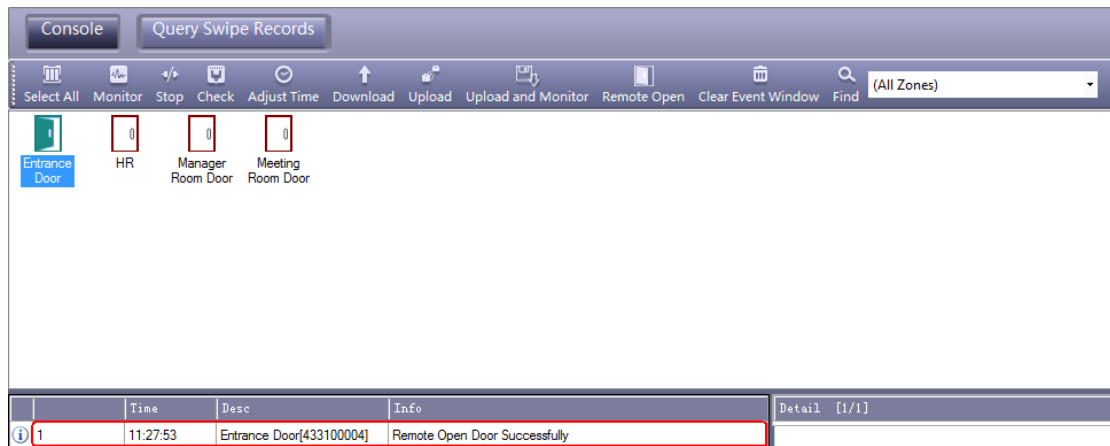 Console Query Swipe Records
Select All Monitor Stop Check Adjust Time Download Upload Upload and Monitor Remote Open Clear Event Window Find (All Zones)
Entrance Door HR Manager Room Door Meeting Room Door
Time Desc Info Detail [1/1]
1 11:27:53 Entrance Door[433100004] Remote Open Door Successfully